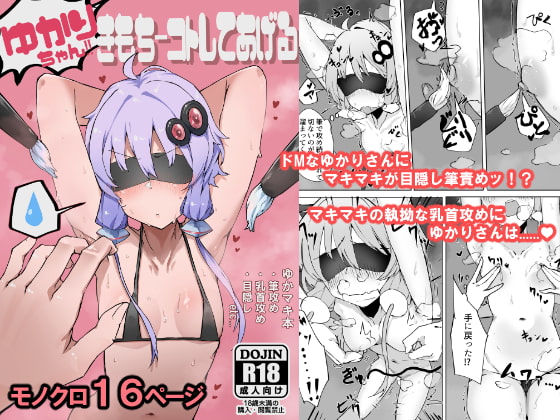 ゆかりちゃん!!
きもちーコトしてあげる
ゆかマキ本
・筆攻め
・乳首攻め
・目隠し
etc...
DOJIN
R18
成人向け
18歳未満の
購入・閲覧禁止
モノクロ16ページ
ドMなゆかりさんに
マキマキが目隠し筆責めッ!?
マキマキの執拗な乳首攻めに
ゆかりさんは……♥
ぴと
手に戻った!?